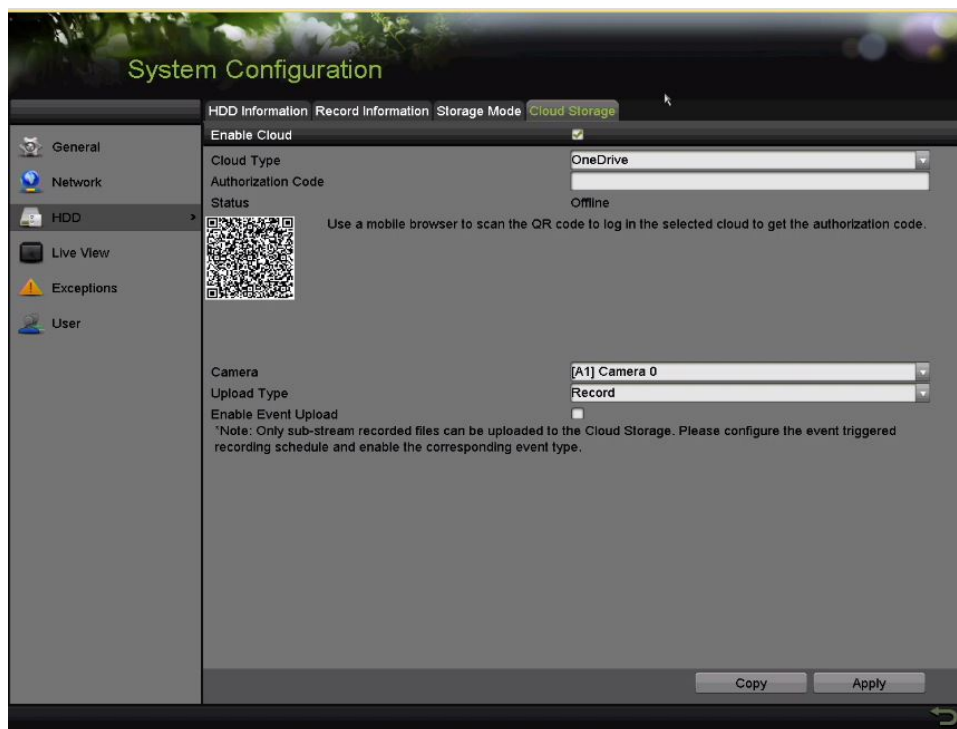 System Configuration
HDD Information Record Information Storage Mode Cloud Storage
Enable Cloud
General
Network
HDD
Live View
Exceptions
User
Cloud Type OneDrive
Authorization Code
Status Offline
Use a mobile browser to scan the QR code to log in the selected cloud to get the authorization code.
Camera [A1] Camera 0
Upload Type Record
Enable Event Upload
*Note: Only sub-stream recorded files can be uploaded to the Cloud Storage. Please configure the event triggered
recording schedule and enable the corresponding event type.
Copy Apply